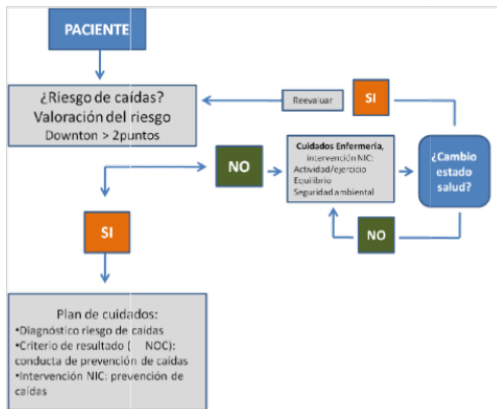 PACIENTE
¿Riesgo de caídas?
Valoración del riesgo
Downton > 2puntos
Reevaluar
SI
NO
Cuidados Enfermería,
intervención NIC:
Actividad/ejercicio
Equilibrio
Seguridad ambiental
¿Cambio
estado
salud?
NO
SI
Plan de cuidados:
•Diagnóstico riesgo de caídas
•Criterio de resultado ( NOC):
conducta de prevención de caídas
•Intervención NIC: prevención de
caídas